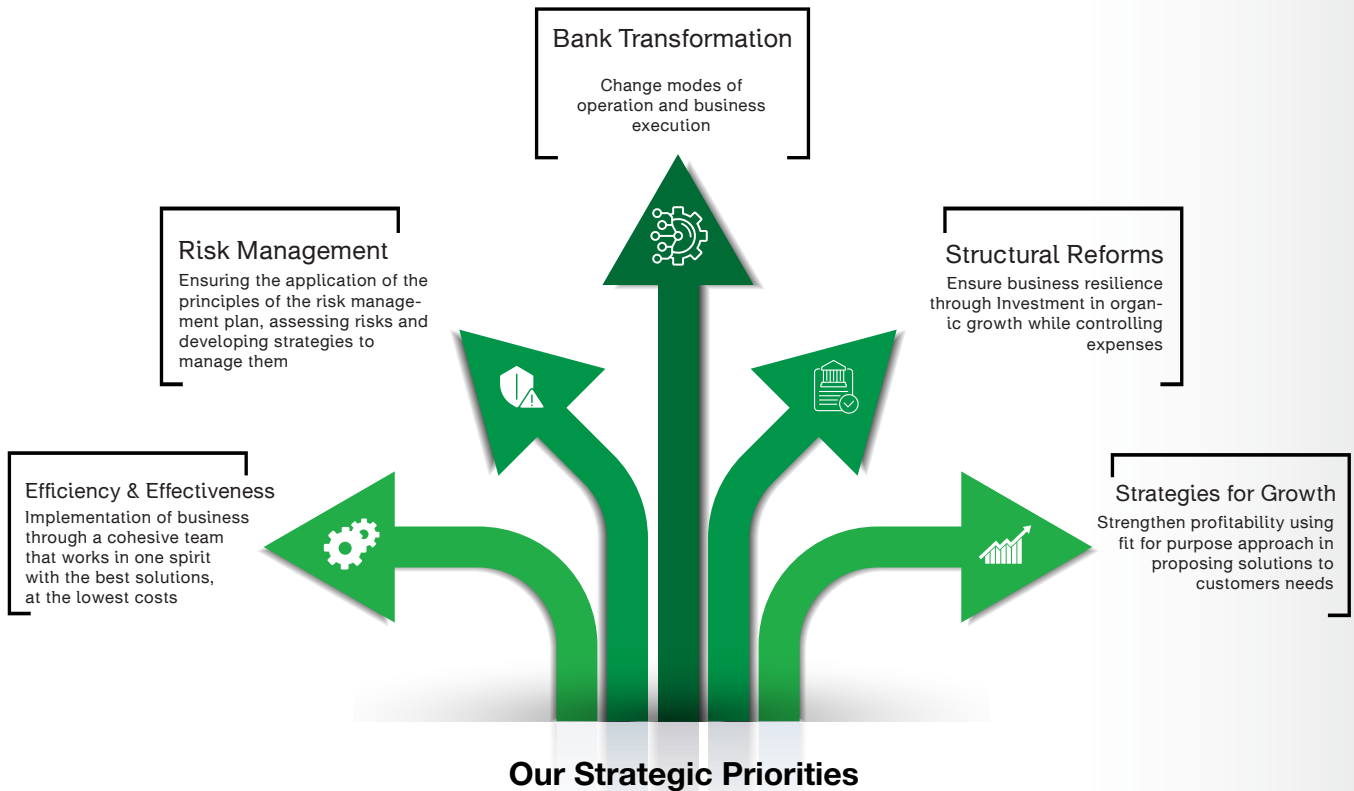 Bank Transformation
Change modes of
operation and business
execution
Risk Management
Ensuring the application of the
principles of the risk manage-
ment plan, assessing risks and
developing strategies to
manage them
Structural Reforms
Ensure business resilience
through Investment in organ-
ic growth while controlling
expenses
Efficiency & Effectiveness
Implementation of business
through a cohesive team
that works in one spirit
with the best solutions,
at the lowest costs
Strategies for Growth
Strengthen profitability using
fit for purpose approach in
proposing solutions to
customers needs
Our Strategic Priorities